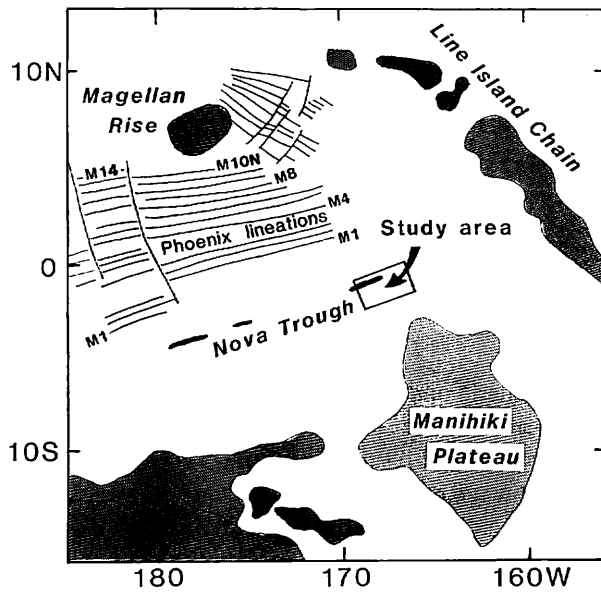 10N
Line Island Chain
Magellan
Rise
M14
M10N
M8
M4
Phoenix lineations
M1
Study area
0
M1
Nova Trough
Manihiki
Plateau
10S
180
170
160W